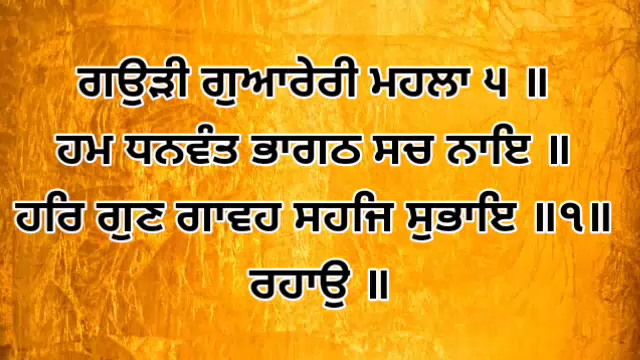 ਗਉੜੀ ਗੁਆਰੇਰੀ ਮਹਲਾ ੫ ॥
ਹਮ ਧਨਵੰਤ ਭਾਗਠ ਸਚ ਨਾਇ ॥
ਹਰਿ ਗੁਣ ਗਾਵਹ ਸਹਜਿ ਸੁਭਾਇ ॥੧॥
ਰਹਾਉ ॥